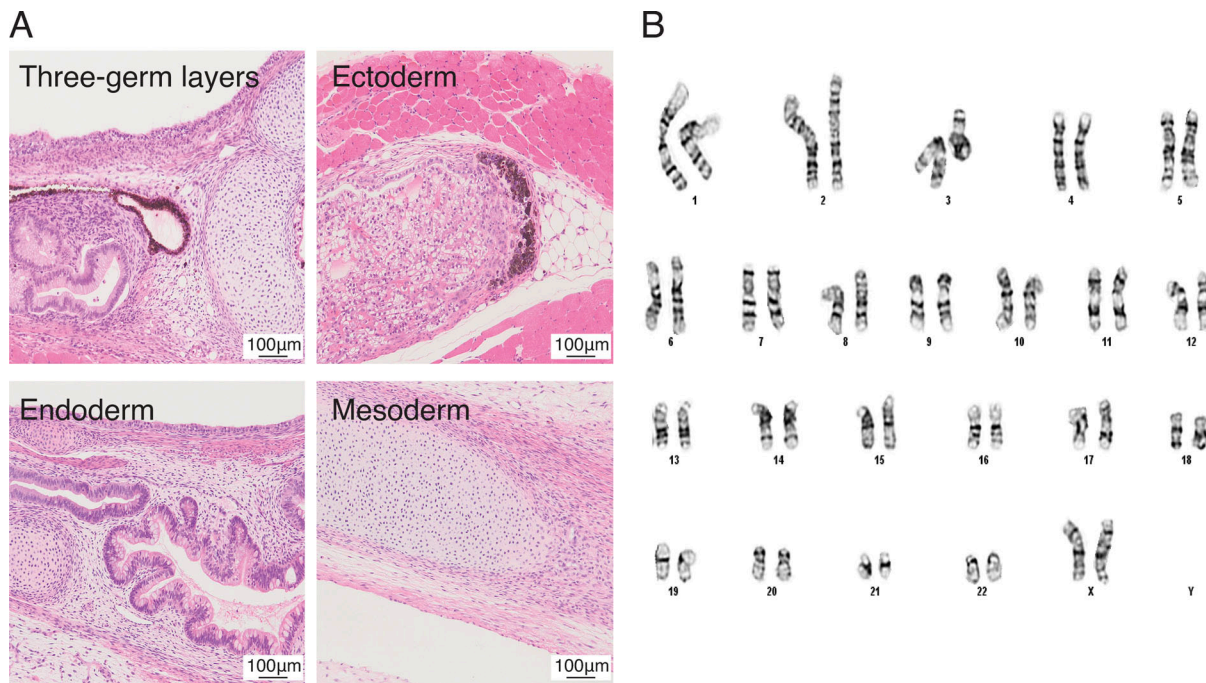 A
B
Three-germ layers
Ectoderm
100µm
100µm
Endoderm
Mesoderm
100µm
100µm
1 2 3 4 5
6 7 8 9 10 11 12
13 14 15 16 17 18
19 20 21 22 X Y